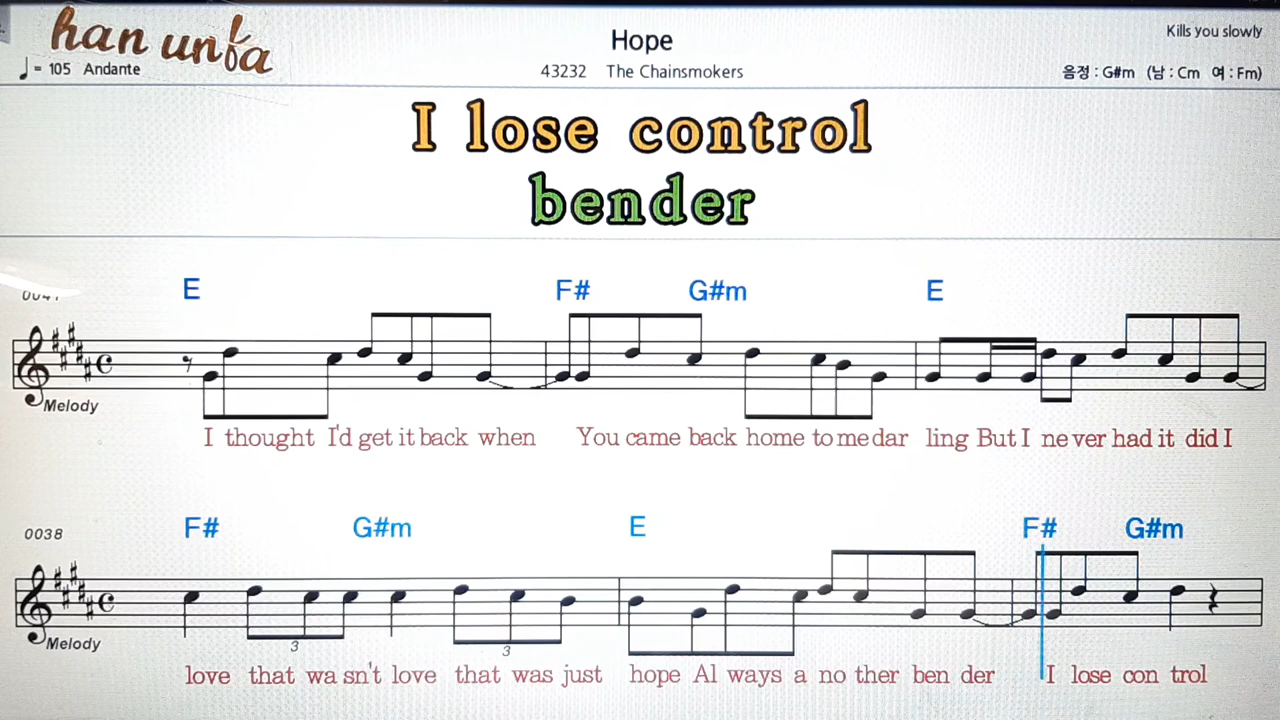 han unfa
Kills you slowly
Hope
♩ = 105 Andante
43232 The Chainsmokers
음정 : G#m (남 : Cm 여 : Fm)
I lose control
bender
E F# G#m E
Melody
I thought I'd get it back when You came back home to me dar ling But I ne ver had it did I
F# G#m E F# G#m
0038
3 3
Melody
love that wa sn't love that was just hope Al ways a no ther ben der I lose con trol